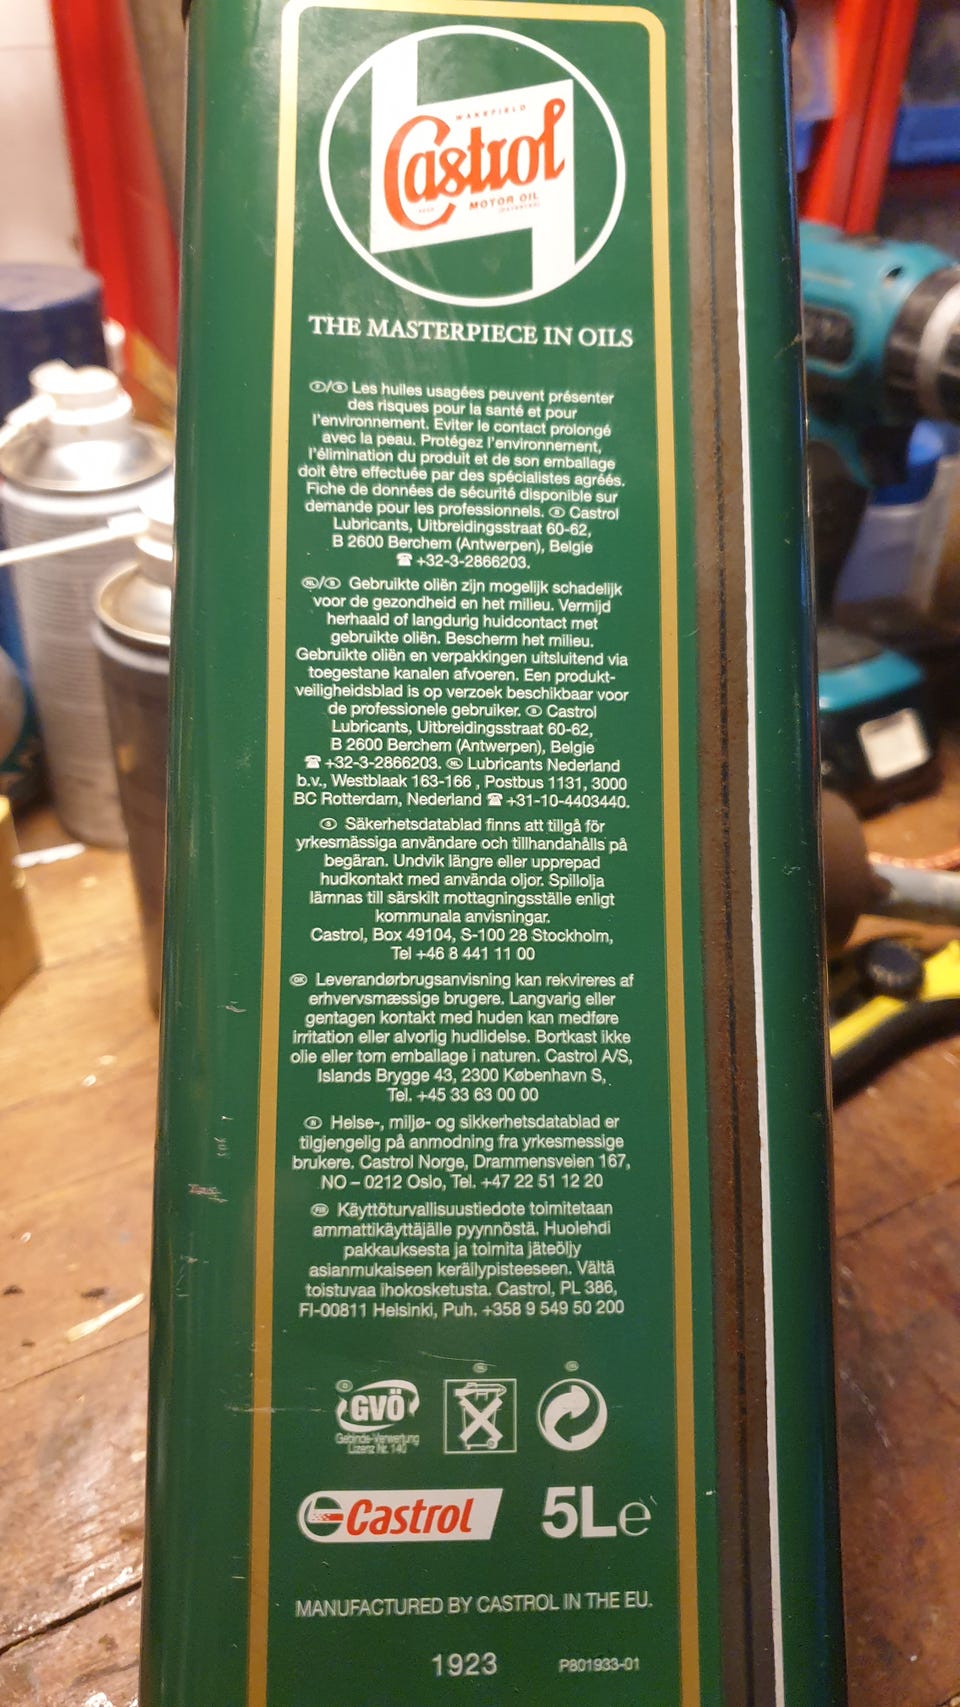 WAKEFIELD
Castrol
MOTOR OIL
THE MASTERPIECE IN OILS
F/B Les huiles usagées peuvent présenter
des risques pour la santé et pour
l'environnement. Eviter le contact prolongé
avec la peau. Protégez l'environnement,
l'élimination du produit et de son emballage
doit être effectuée par des spécialistes agréés.
Fiche de données de sécurité disponible sur
demande pour les professionnels. B Castrol
Lubricants, Uitbreidingsstraat 60-62,
B 2600 Berchem (Antwerpen), Belgie
☎ +32-3-2866203.
NL/B Gebruikte oliën zijn mogelijk schadelijk
voor de gezondheid en het milieu. Vermijd
herhaald of langdurig huidcontact met
gebruikte oliën. Bescherm het milieu.
Gebruikte oliën en verpakkingen uitsluitend via
toegestane kanalen afvoeren. Een produkt-
veiligheidsblad is op verzoek beschikbaar voor
de professionele gebruiker. B Castrol
Lubricants, Uitbreidingsstraat 60-62,
B 2600 Berchem (Antwerpen), Belgie
☎ +32-3-2866203. NL Lubricants Nederland
b.v., Westblaak 163-166 , Postbus 1131, 3000
BC Rotterdam, Nederland ☎ +31-10-4403440.
S Säkerhetsdatablad finns att tillgå för
yrkesmässiga användare och tillhandahålls på
begäran. Undvik längre eller upprepad
hudkontakt med använda oljor. Spillolja
lämnas till särskilt mottagningsställe enligt
kommunala anvisningar.
Castrol, Box 49104, S-100 28 Stockholm,
Tel +46 8 441 11 00
DK Leverandørbrugsanvisning kan rekvireres af
erhvervsmæssige brugere. Langvarig eller
gentagen kontakt med huden kan medføre
irritation eller alvorlig hudlidelse. Bortkast ikke
olie eller tom emballage i naturen. Castrol A/S,
Islands Brygge 43, 2300 København S,
Tel. +45 33 63 00 00
N Helse-, miljø- og sikkerhetsdatablad er
tilgjengelig på anmodning fra yrkesmessige
brukere. Castrol Norge, Drammensveien 167,
NO – 0212 Oslo, Tel. +47 22 51 12 20
FIN Käyttöturvallisuustiedote toimitetaan
ammattikäyttäjälle pyynnöstä. Huolehdi
pakkauksesta ja toimita jäteöljy
asianmukaiseen keräilypisteeseen. Vältä
toistuvaa ihokosketusta. Castrol, PL 386,
FI-00811 Helsinki, Puh. +358 9 549 50 200
D
GVÖ
Gebinde-Verwertung
Lizenz Nr. 140
Castrol 5L e
MANUFACTURED BY CASTROL IN THE EU.
1923 P801933-01